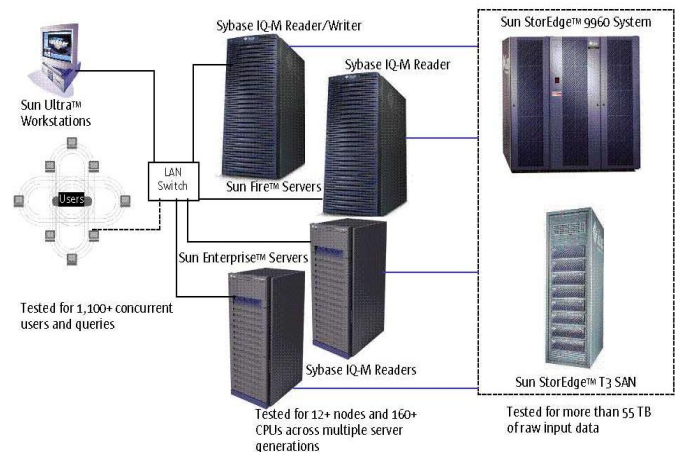 Sybase IQ-M Reader/Writer
Sun StorEdge™ 9960 System
Sybase IQ-M Reader
Sun Ultra™
Workstations
LAN
Switch
Users
Sun Fire™ Servers
Sun Enterprise™ Servers
Tested for 1,100+ concurrent
users and queries
Sybase IQ-M Readers
Sun StorEdge™ T3 SAN
Tested for 12+ nodes and 160+
CPUs across multiple server
generations
Tested for more than 55 TB
of raw input data